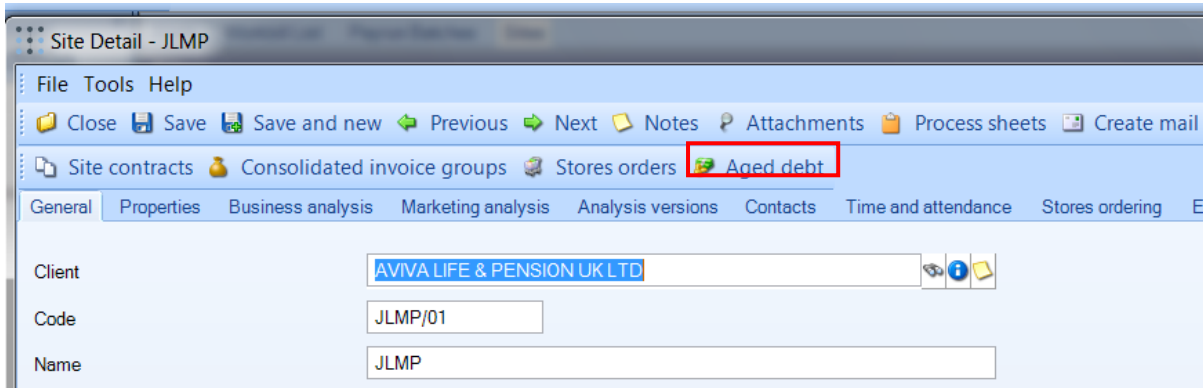 Site Detail - JLMP
File Tools Help
Close Save Save and new Previous Next Notes Attachments Process sheets Create mail
Site contracts Consolidated invoice groups Stores orders Aged debt
General Properties Business analysis Marketing analysis Analysis versions Contacts Time and attendance Stores ordering E
Client AVIVA LIFE & PENSION UK LTD
Code JLMP/01
Name JLMP